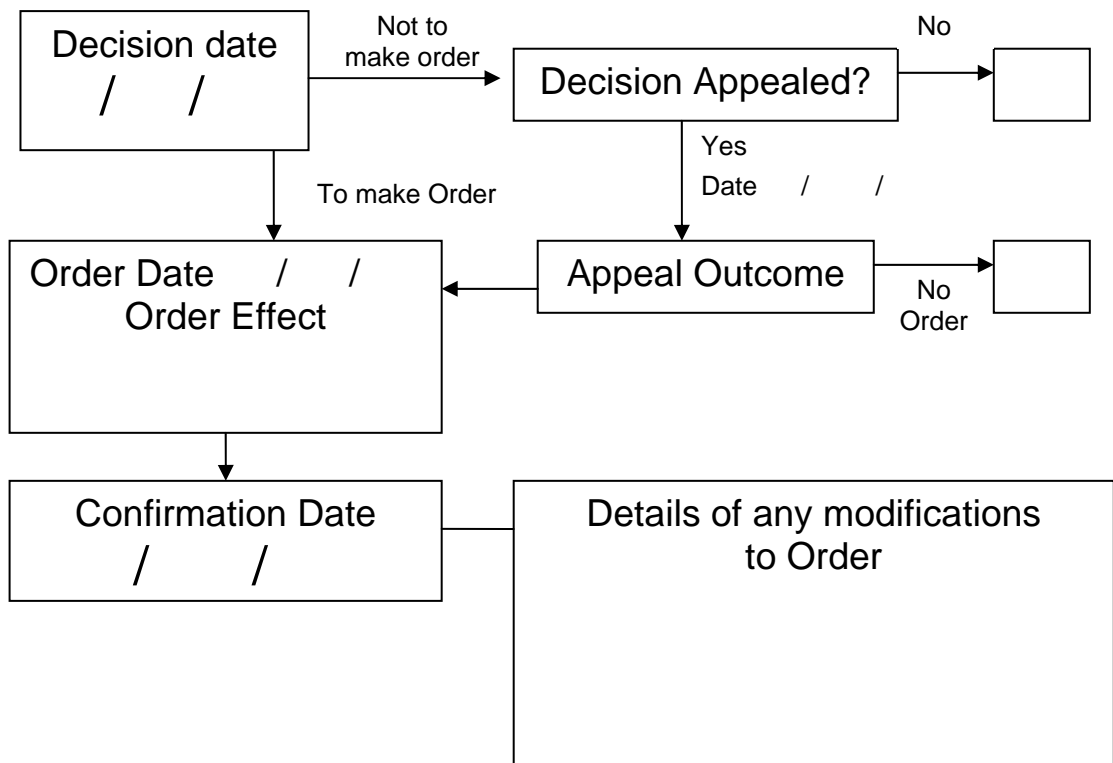 Decision date
/ /
Not to
make order
Decision Appealed?
No
Yes
Date / /
To make Order
Order Date / /
Order Effect
Appeal Outcome
No
Order
Confirmation Date
/ /
Details of any modifications
to Order